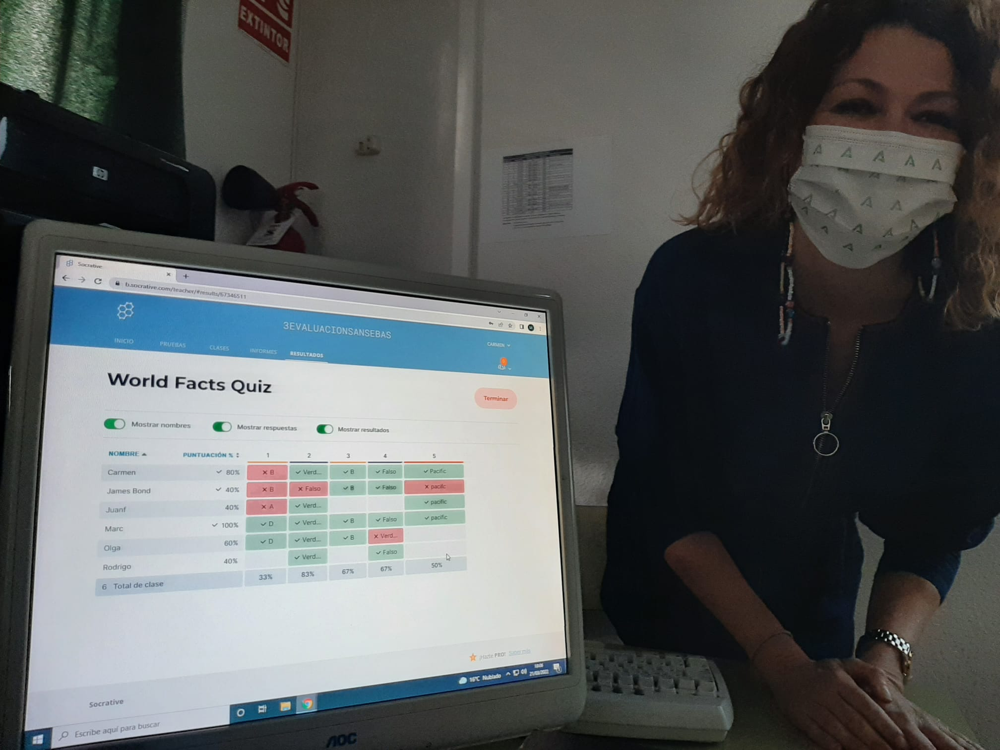 EXTINTOR
hp
Socrative
b.socrative.com/teacher/#results/67346511
3EVALUACIONSANSEBAS
CARMEN
INICIO PRUEBAS CLASES INFORMES RESULTADOS
0
World Facts Quiz
Terminar
Mostrar nombres Mostrar respuestas Mostrar resultados
NOMBRE PUNTUACIÓN % 1 2 3 4 5
Carmen ✓ 80% ✕ B ✓ Verd... ✓ B ✓ Falso ✓ Pacific
James Bond ✓ 40% ✕ B ✕ Falso ✓ B ✓ Falso ✕ pacifc
Juanf 40% ✕ A ✓ Verd... ✓ pacific
Marc ✓ 100% ✓ D ✓ Verd... ✓ B ✓ Falso ✓ pacific
Olga 60% ✓ D ✓ Verd... ✓ B ✕ Verd...
Rodrigo 40% ✓ Verd... ✓ Falso
6 Total de clase 33% 83% 67% 67% 50%
¡Hazte PRO! Saber más
Socrative
Escribe aquí para buscar
16°C Nublado
21/03/2022
AOC